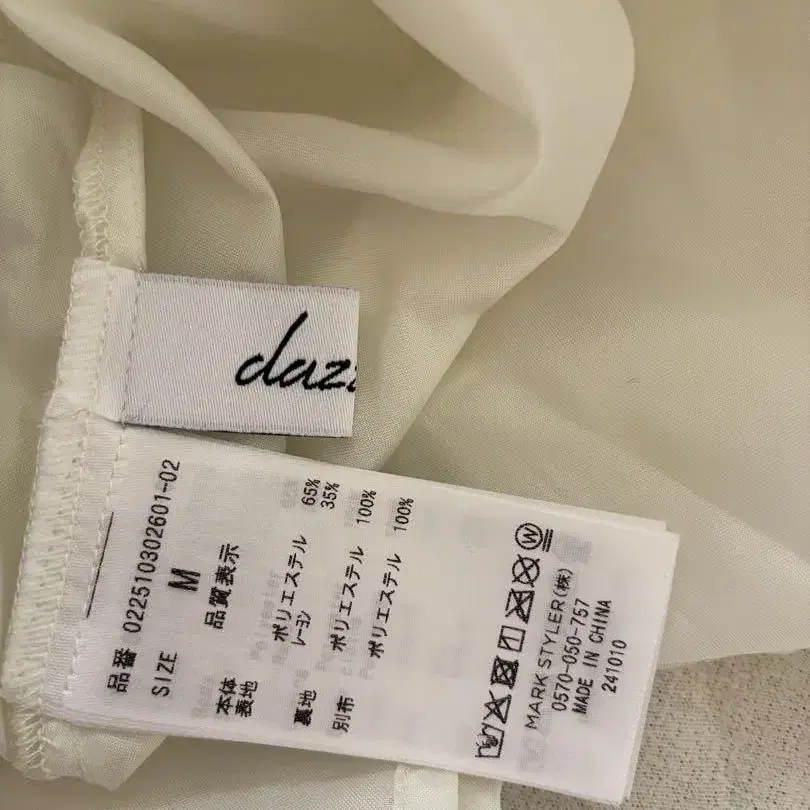 daz
品番 022510302601-02
SIZE M
品質表示
本体
表地 ポリエステル 65%
レーヨン 35%
裏地 ポリエステル 100%
別布 ポリエステル 100%
MARK STYLER(株)
0570-050-757
MADE IN CHINA
241010